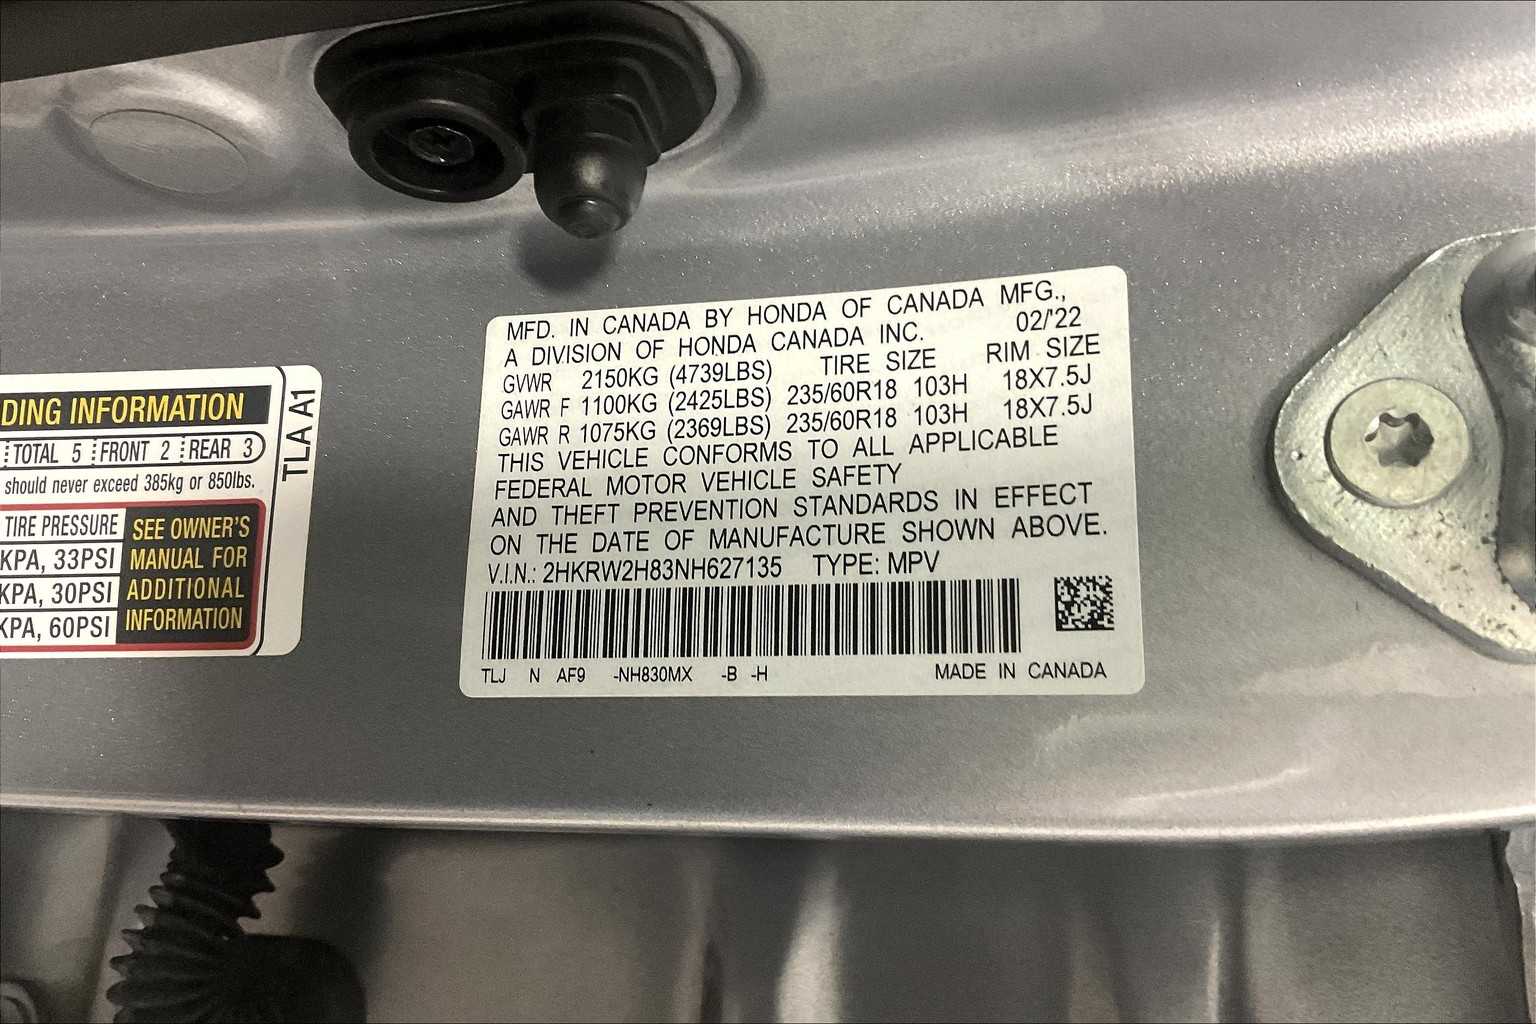 DING INFORMATION
TOTAL 5 FRONT 2 REAR 3
should never exceed 385kg or 850lbs.
TIRE PRESSURE
KPA, 33PSI
KPA, 30PSI
KPA, 60PSI
SEE OWNER'S
MANUAL FOR
ADDITIONAL
INFORMATION
TLA A1
MFD. IN CANADA BY HONDA OF CANADA MFG.,
A DIVISION OF HONDA CANADA INC. 02/'22
GVWR 2150KG (4739LBS) TIRE SIZE RIM SIZE
GAWR F 1100KG (2425LBS) 235/60R18 103H 18X7.5J
GAWR R 1075KG (2369LBS) 235/60R18 103H 18X7.5J
THIS VEHICLE CONFORMS TO ALL APPLICABLE
FEDERAL MOTOR VEHICLE SAFETY
AND THEFT PREVENTION STANDARDS IN EFFECT
ON THE DATE OF MANUFACTURE SHOWN ABOVE.
V.I.N.: 2HKRW2H83NH627135 TYPE: MPV
TLJ N AF9 -NH830MX -B -H MADE IN CANADA